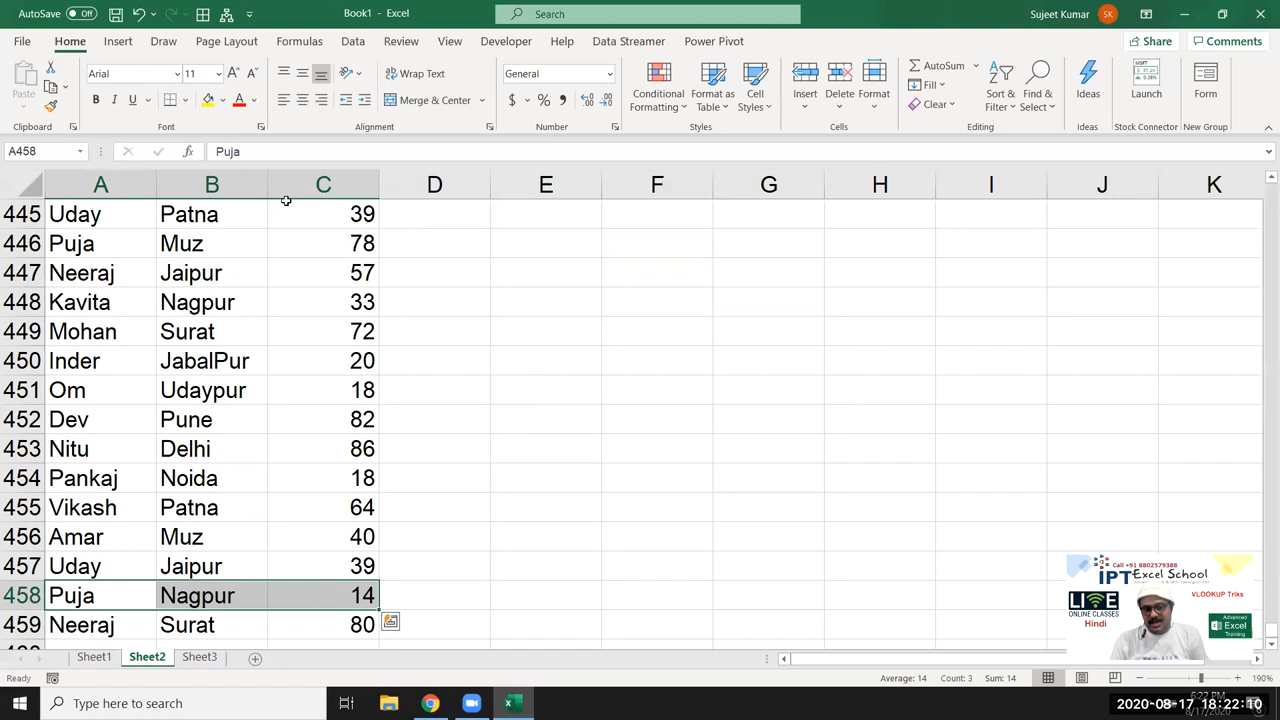 AutoSave Off Book1 - Excel Search Sujeet Kumar SK
File Home Insert Draw Page Layout Formulas Data Review View Developer Help Data Streamer Power Pivot Share Comments
Paste Arial 11 Wrap Text General Conditional Formatting Format as Table Cell Styles Insert Delete Format AutoSum Sort & Filter Find & Select Ideas Launch Form
B I U Merge & Center $ % Fill Clear
Clipboard Font Alignment Number Styles Cells Editing Ideas Stock Connector New Group
A458 fx Puja
A B C D E F G H I J K
445 Uday Patna 39
446 Puja Muz 78
447 Neeraj Jaipur 57
448 Kavita Nagpur 33
449 Mohan Surat 72
450 Inder JabalPur 20
451 Om Udaypur 18
452 Dev Pune 82
453 Nitu Delhi 86
454 Pankaj Noida 18
455 Vikash Patna 64
456 Amar Muz 40
457 Uday Jaipur 39
458 Puja Nagpur 14
459 Neeraj Surat 80
Call +91 8802579388
IPT Excel School
LIVE ONLINE CLASSES Hindi
VLOOKUP Triks
Advanced Excel Training
Sheet1 Sheet2 Sheet3
Ready Average: 14 Count: 3 Sum: 14 190%
Type here to search
2020-08-17 18:22:10